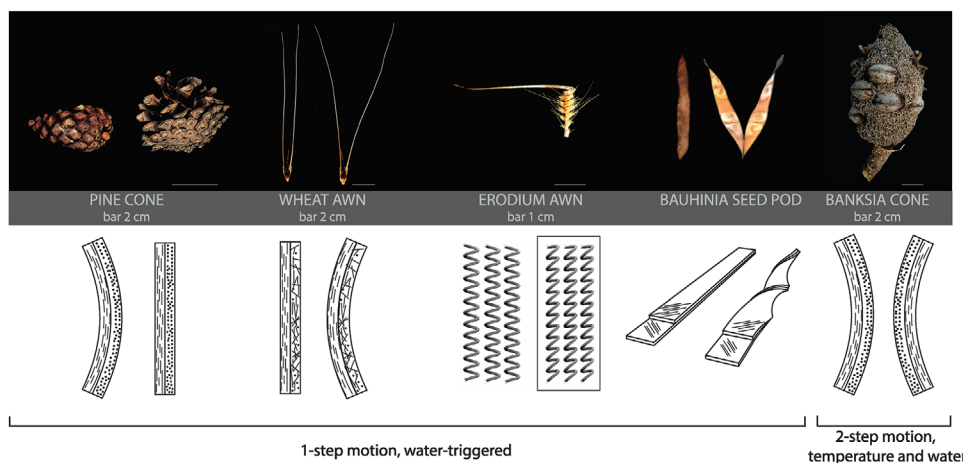 PINE CONE
bar 2 cm
WHEAT AWN
bar 2 cm
ERODIUM AWN
bar 1 cm
BAUHINIA SEED POD
BANKSIA CONE
bar 2 cm
1-step motion, water-triggered
2-step motion,
temperature and water